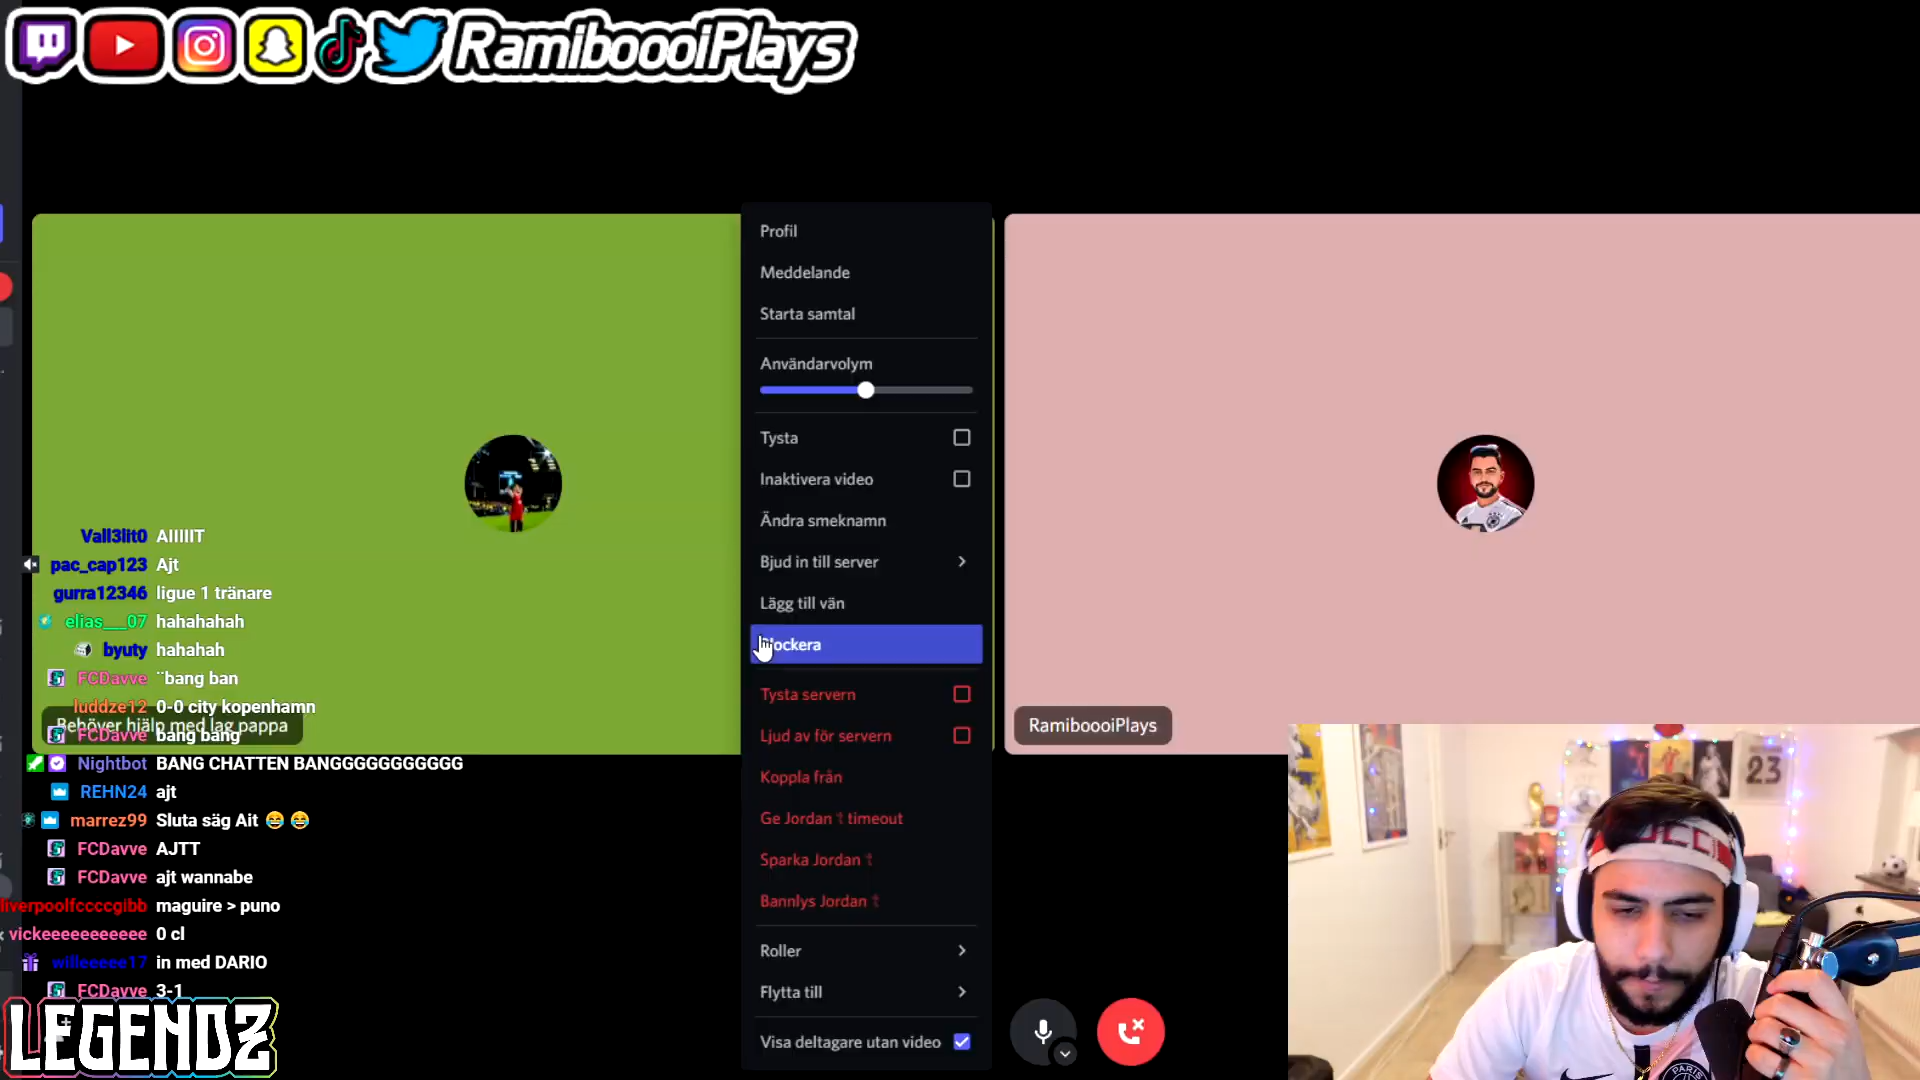 RamiboooiPlays
Profil
Meddelande
Starta samtal
Användarvolym
Tysta
Inaktivera video
Ändra smeknamn
Bjud in till server
Lägg till vän
lockera
Tysta servern
Ljud av för servern
Koppla från
Ge Jordan timeout
Sparka Jordan
Bannlys Jordan
Roller
Flytta till
Visa deltagare utan video
Vall3lit0 AIIIIIT
pac_cap123 Ajt
gurra12346 ligue 1 tränare
elias__07 hahahahah
byuty hahahah
FCDavve ¨bang ban
luddze12 0-0 city kopenhamn
Behöver hjälp med lag pappa
FCDavve bang bang
Nightbot BANG CHATTEN BANGGGGGGGGGGG
REHN24 ajt
marrez99 Sluta säg Ait 😂 😂
FCDavve AJTT
FCDavve ajt wannabe
liverpoolfccccgibb maguire > puno
vickeeeeeeeeeee 0 cl
willeeeee17 in med DARIO
FCDavve 3-1
LEGENDZ
RamiboooiPlays
23
PARIS